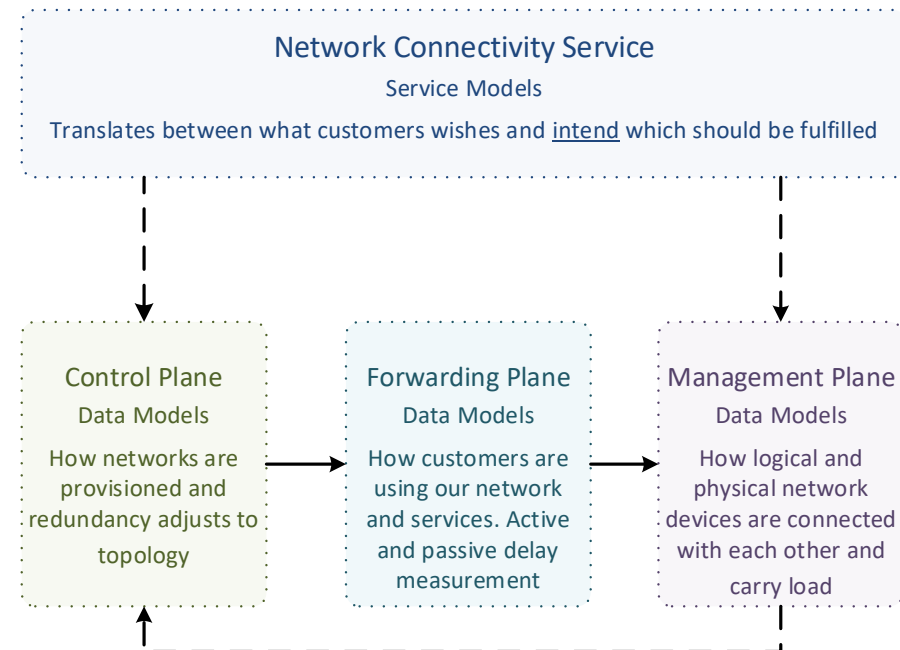 Network Connectivity Service
Service Models
Translates between what customers wishes and intend which should be fulfilled
Control Plane
Data Models
How networks are
provisioned and
redundancy adjusts to
topology
Forwarding Plane
Data Models
How customers are
using our network
and services. Active
and passive delay
measurement
Management Plane
Data Models
How logical and
physical network
devices are connected
with each other and
carry load